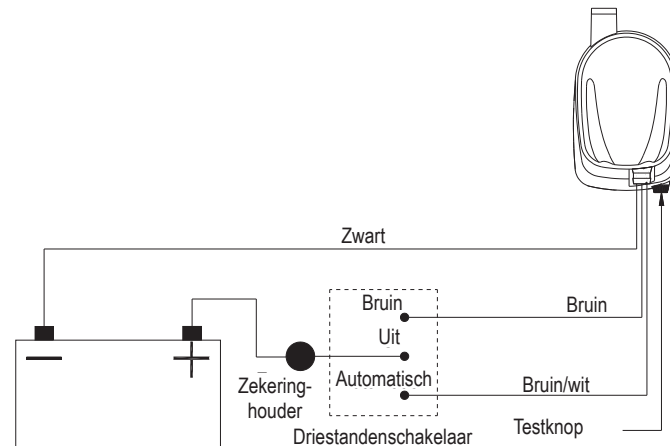 Zwart
Bruin
Bruin
Uit
Automatisch
Bruin/wit
Zekering-
houder
Driestandenschakelaar
Testknop